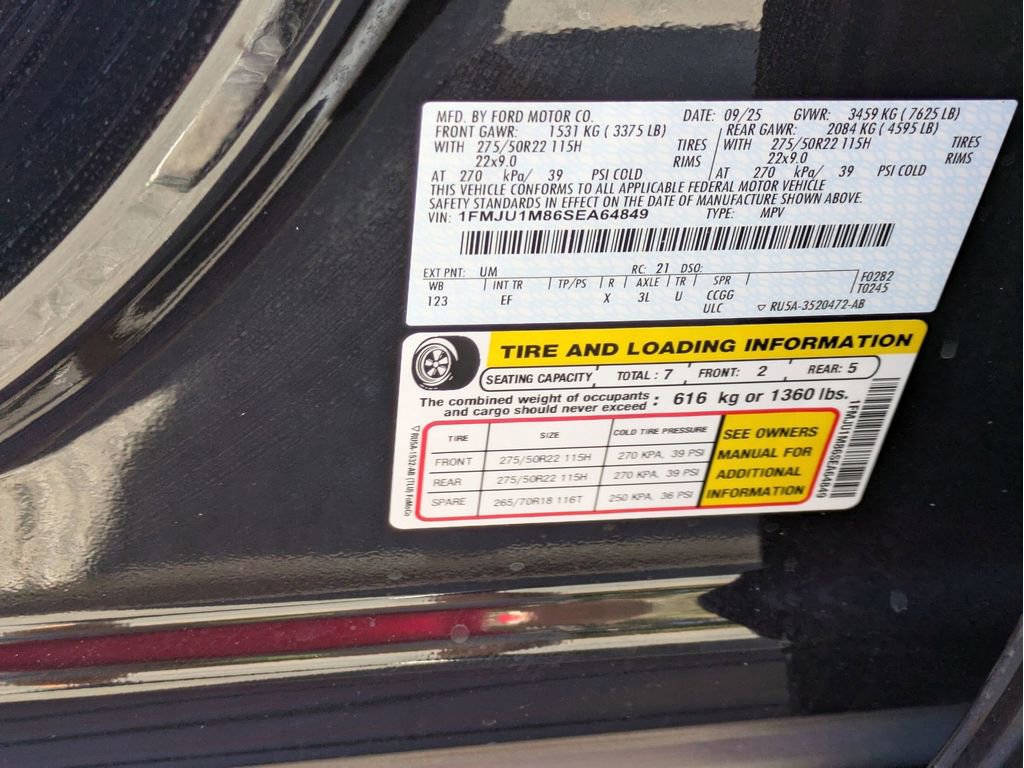 MFD. BY FORD MOTOR CO. DATE: 09/25 GVWR: 3459 KG ( 7625 LB)
FRONT GAWR: 1531 KG ( 3375 LB) REAR GAWR: 2084 KG ( 4595 LB)
WITH 275/50R22 115H TIRES WITH 275/50R22 115H TIRES
22x9.0 RIMS 22x9.0 RIMS
AT 270 kPa/ 39 PSI COLD AT 270 kPa/ 39 PSI COLD
THIS VEHICLE CONFORMS TO ALL APPLICABLE FEDERAL MOTOR VEHICLE
SAFETY STANDARDS IN EFFECT ON THE DATE OF MANUFACTURE SHOWN ABOVE.
VIN: 1FMJU1M86SEA64849 TYPE: MPV
EXT PNT: UM RC: 21 DSO:
WB INT TR TP/PS R AXLE TR SPR F0282
123 EF X 3L U CCGG T0245
ULC ▽ RU5A-3520472-AB
TIRE AND LOADING INFORMATION
SEATING CAPACITY TOTAL : 7 FRONT: 2 REAR: 5
The combined weight of occupants and cargo should never exceed : 616 kg or 1360 lbs.
TIRE SIZE COLD TIRE PRESSURE
FRONT 275/50R22 115H 270 KPA, 39 PSI
REAR 275/50R22 115H 270 KPA, 39 PSI
SPARE 265/70R18 116T 250 KPA, 36 PSI
SEE OWNERS
MANUAL FOR
ADDITIONAL
INFORMATION
▽ RU5A-1532-AB (TU) FoMoCo
1FMJU1M86SEA64849